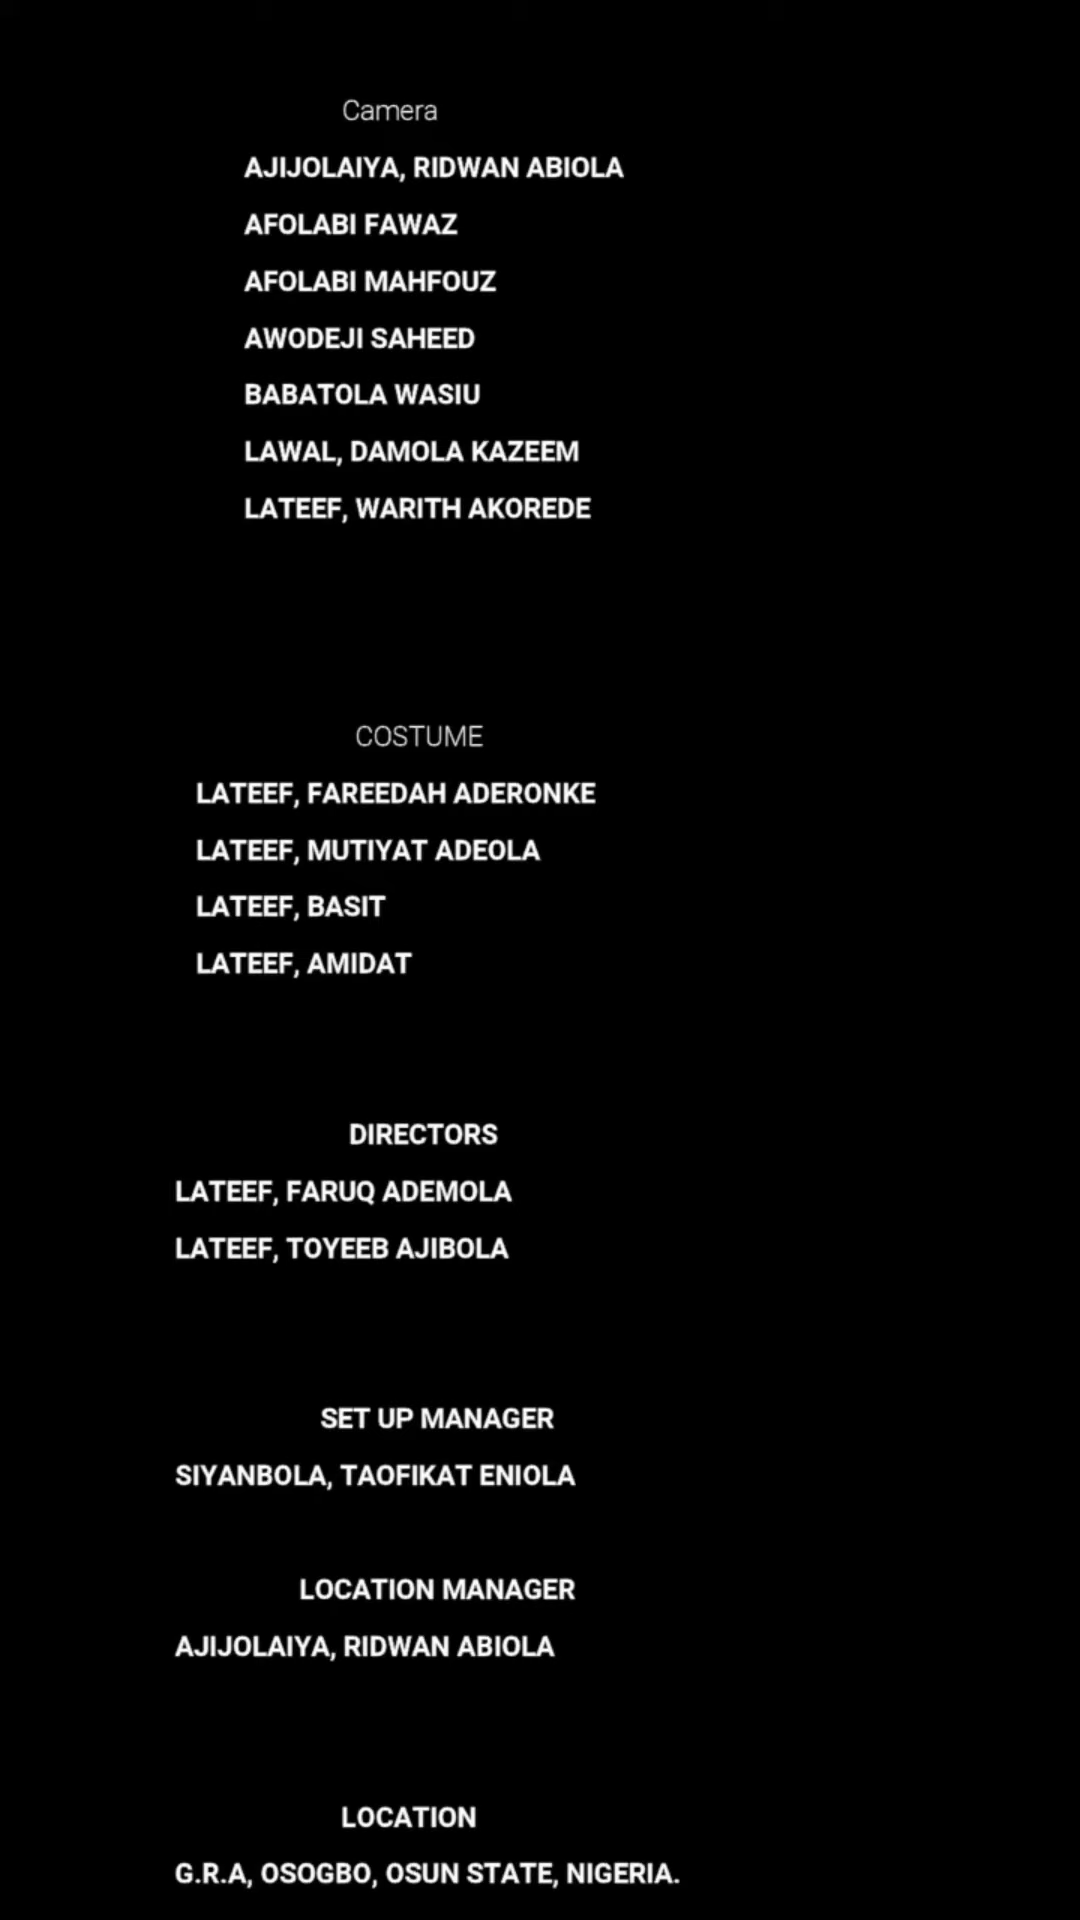 Camera
AJIJOLAIYA, RIDWAN ABIOLA
AFOLABI FAWAZ
AFOLABI MAHFOUZ
AWODEJI SAHEED
BABATOLA WASIU
LAWAL, DAMOLA KAZEEM
LATEEF, WARITH AKOREDE
COSTUME
LATEEF, FAREEDAH ADERONKE
LATEEF, MUTIYAT ADEOLA
LATEEF, BASIT
LATEEF, AMIDAT
DIRECTORS
LATEEF, FARUQ ADEMOLA
LATEEF, TOYEEB AJIBOLA
SET UP MANAGER
SIYANBOLA, TAOFIKAT ENIOLA
LOCATION MANAGER
AJIJOLAIYA, RIDWAN ABIOLA
LOCATION
G.R.A, OSOGBO, OSUN STATE, NIGERIA.